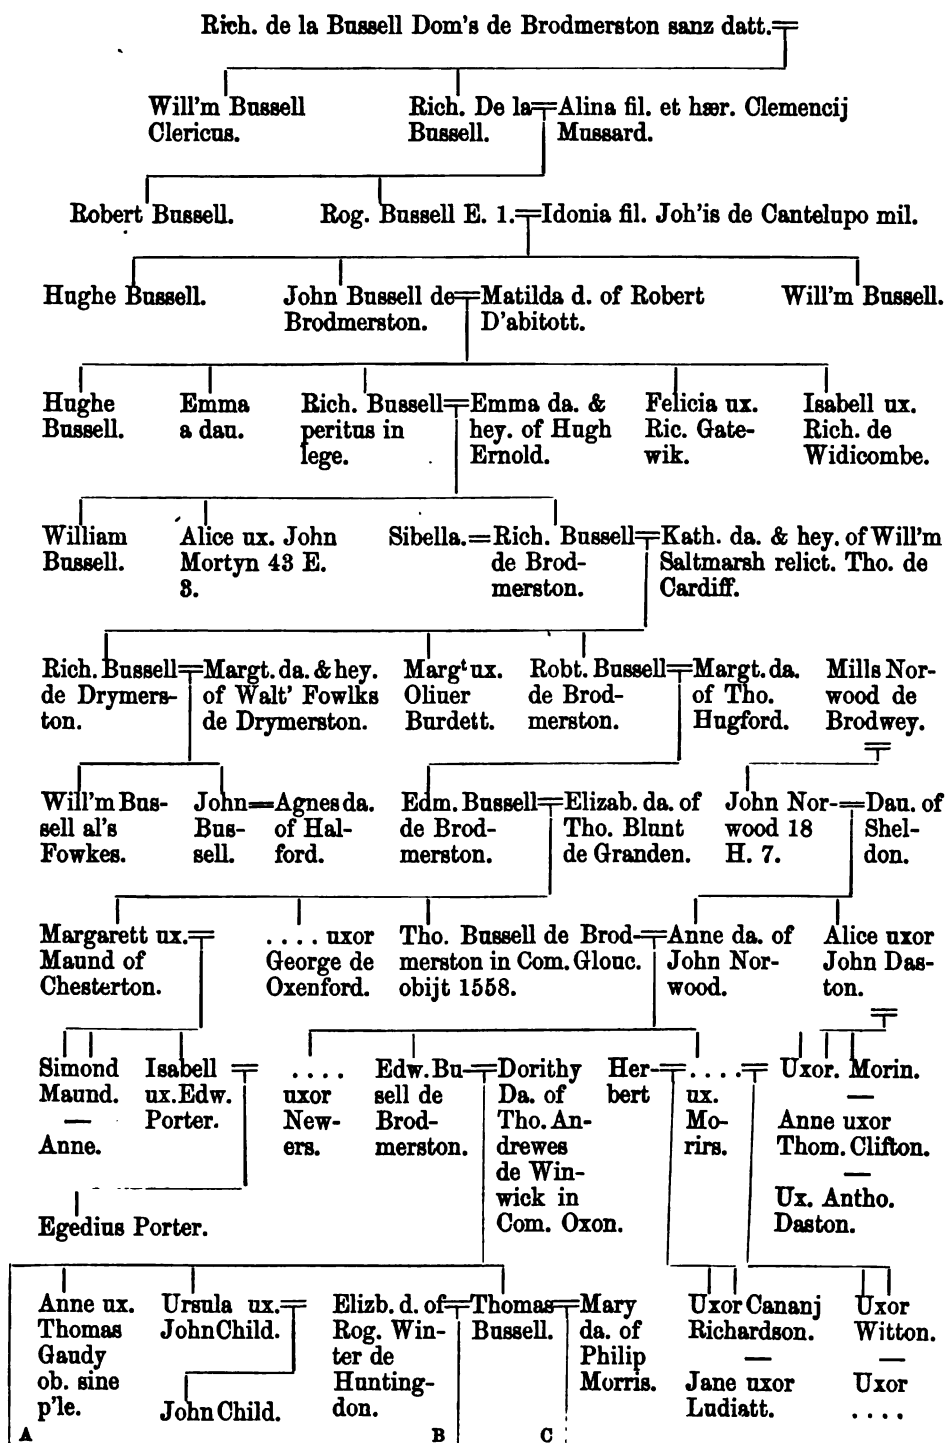 Rich. de la Bussell Dom's de Brodmerston sanz datt.
Will'm Bussell
Clericus.
Rich. De la
Bussell.
Alina fil. et hær. Clemencij
Mussard.
Robert Bussell.
Rog. Bussell E. 1.
Idonia fil. Joh'is de Cantelupo mil.
Hughe Bussell.
John Bussell de
Brodmerston.
Matilda d. of Robert
D'abitott.
Will'm Bussell.
Hughe
Bussell.
Emma
a dau.
Rich. Bussell
peritus in
lege.
Emma da. &
hey. of Hugh
Ernold.
Felicia ux.
Ric. Gate-
wik.
Isabell ux.
Rich. de
Widicombe.
William
Bussell.
Alice ux. John
Mortyn 43 E.
3.
Sibella.
Rich. Bussell
de Brod-
merston.
Kath. da. & hey. of Will'm
Saltmarsh relict. Tho. de
Cardiff.
Rich. Bussell
de Drymers-
ton.
Margt. da. & hey.
of Walt' Fowlks
de Drymerston.
Margt ux.
Oliuer
Burdett.
Robt. Bussell
de Brod-
merston.
Margt. da.
of Tho.
Hugford.
Mills Nor-
wood de
Brodwey.
Will'm Bus-
sell al's
Fowkes.
John
Bus-
sell.
Agnes da.
of Hal-
ford.
Edm. Bussell
de Brod-
merston.
Elizab. da. of
Tho. Blunt
de Granden.
John Nor-
wood 18
H. 7.
Dau. of
Shel-
don.
Margarett ux.
Maund of
Chesterton.
. . . . uxor
George de
Oxenford.
Tho. Bussell de Brod-
merston in Com. Glouc.
obijt 1558.
Anne da. of
John Nor-
wood.
Alice uxor
John Das-
ton.
Simond
Maund.
—
Anne.
Isabell
ux. Edw.
Porter.
. . . .
uxor
New-
ers.
Edw. Bu-
sell de
Brod-
merston.
Dorithy
Da. of
Tho. An-
drewes
de Win-
wick in
Com. Oxon.
Her-
bert
. . . .
ux.
Mo-
rirs.
Uxor. Morin.
—
Anne uxor
Thom. Clifton.
—
Ux. Antho.
Daston.
Egedius Porter.
Anne ux.
Thomas
Gaudy
ob. sine
p'le.
Ursula ux.
John Child.
John Child.
Elizb. d. of
Rog. Win-
ter de
Hunting-
don.
Thomas
Bussell.
Mary
da. of
Philip
Morris.
Uxor Cananj
Richardson.
—
Jane uxor
Ludiatt.
Uxor
Witton.
—
Uxor
. . . .
A
B
C